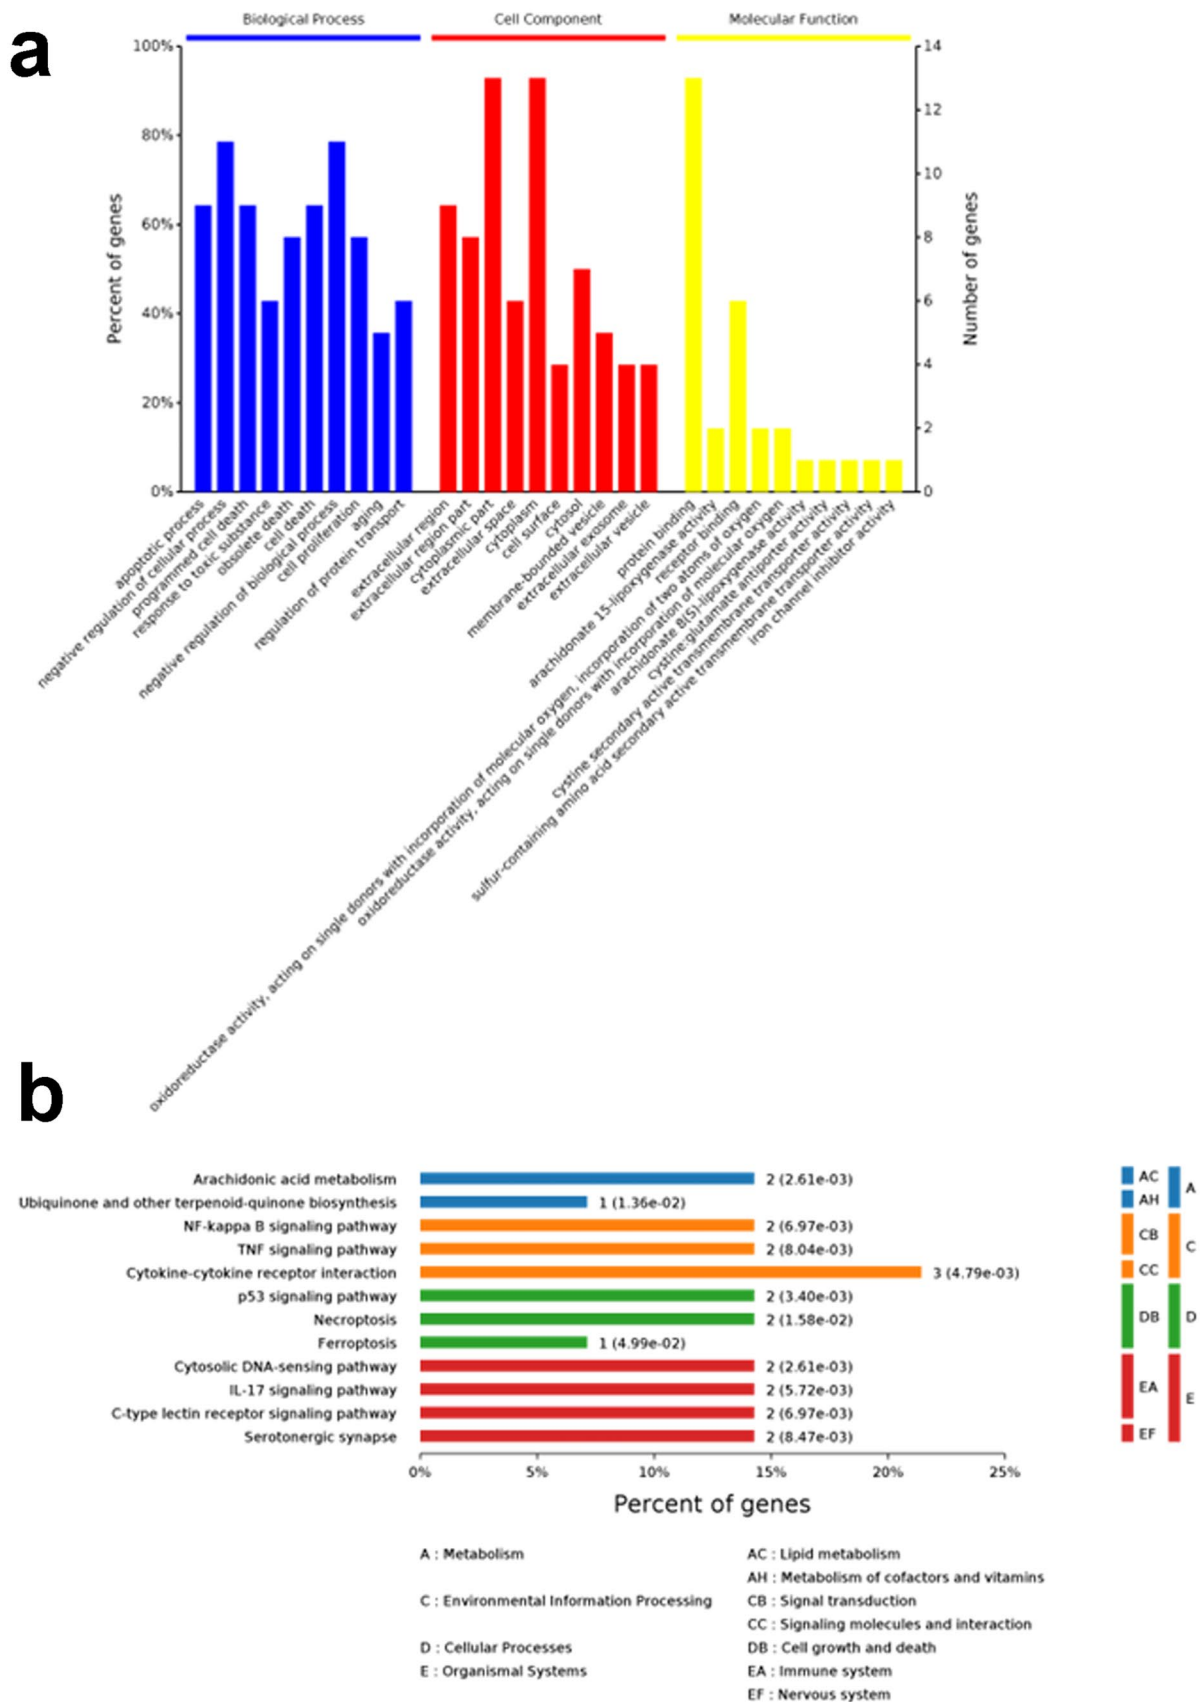 a
Biological Process
Cell Component
Molecular Function
100%
80%
60%
40%
20%
0%
Percent of genes
14
12
10
8
6
4
2
0
Number of genes
apoptotic process
negative regulation of cellular process
programmed cell death
response to toxic substance
obsolete death
cell death
negative regulation of biological process
cell proliferation
aging
regulation of protein transport
extracellular region
extracellular region part
cytoplasmic part
extracellular space
cytoplasm
cell surface
cytosol
membrane-bounded vesicle
extracellular exosome
extracellular vesicle
protein binding
arachidonate 15-lipoxygenase activity
receptor binding
oxidoreductase activity, acting on single donors with incorporation of molecular oxygen, incorporation of two atoms of oxygen
oxidoreductase activity, acting on single donors with incorporation of molecular oxygen
arachidonate 8(S)-lipoxygenase activity
cystine:glutamate antiporter activity
cystine secondary active transmembrane transporter activity
sulfur-containing amino acid secondary active transmembrane transporter activity
iron channel inhibitor activity
b
Arachidonic acid metabolism 2 (2.61e-03)
Ubiquinone and other terpenoid-quinone biosynthesis 1 (1.36e-02)
NF-kappa B signaling pathway 2 (6.97e-03)
TNF signaling pathway 2 (8.04e-03)
Cytokine-cytokine receptor interaction 3 (4.79e-03)
p53 signaling pathway 2 (3.40e-03)
Necroptosis 2 (1.58e-02)
Ferroptosis 1 (4.99e-02)
Cytosolic DNA-sensing pathway 2 (2.61e-03)
IL-17 signaling pathway 2 (5.72e-03)
C-type lectin receptor signaling pathway 2 (6.97e-03)
Serotonergic synapse 2 (8.47e-03)
AC
AH
A
CB
CC
C
DB
D
EA
EF
E
0% 5% 10% 15% 20% 25%
Percent of genes
A : Metabolism
AC : Lipid metabolism
AH : Metabolism of cofactors and vitamins
C : Environmental Information Processing
CB : Signal transduction
CC : Signaling molecules and interaction
D : Cellular Processes
DB : Cell growth and death
E : Organismal Systems
EA : Immune system
EF : Nervous system